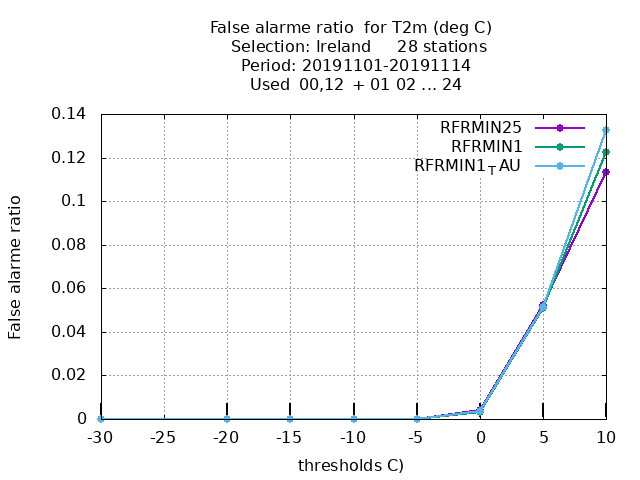 False alarme ratio  for T2m (deg C)
Selection: Ireland     28 stations
Period: 20191101-20191114
Used  00,12  + 01 02 ... 24
RFRMIN25
RFRMIN1
RFRMIN1TAU
False alarme ratio
0.14
0.12
0.1
0.08
0.06
0.04
0.02
0
-30 -25 -20 -15 -10 -5 0 5 10
thresholds C)